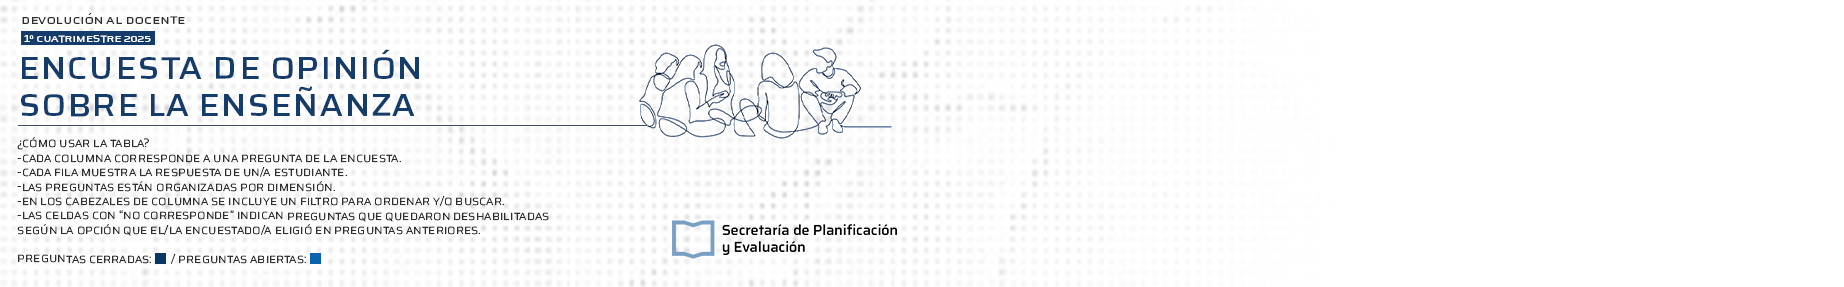 DEVOLUCIÓN AL DOCENTE
1º CUATRIMESTRE 2025
ENCUESTA DE OPINIÓN
SOBRE LA ENSEÑANZA
¿CÓMO USAR LA TABLA?
-CADA COLUMNA CORRESPONDE A UNA PREGUNTA DE LA ENCUESTA.
-CADA FILA MUESTRA LA RESPUESTA DE UN/A ESTUDIANTE.
-LAS PREGUNTAS ESTÁN ORGANIZADAS POR DIMENSIÓN.
-EN LOS CABEZALES DE COLUMNA SE INCLUYE UN FILTRO PARA ORDENAR Y/O BUSCAR.
-LAS CELDAS CON "NO CORRESPONDE" INDICAN PREGUNTAS QUE QUEDARON DESHABILITADAS
SEGÚN LA OPCIÓN QUE EL/LA ENCUESTADO/A ELIGIÓ EN PREGUNTAS ANTERIORES.
PREGUNTAS CERRADAS: / PREGUNTAS ABIERTAS:
Secretaría de Planificación
y Evaluación